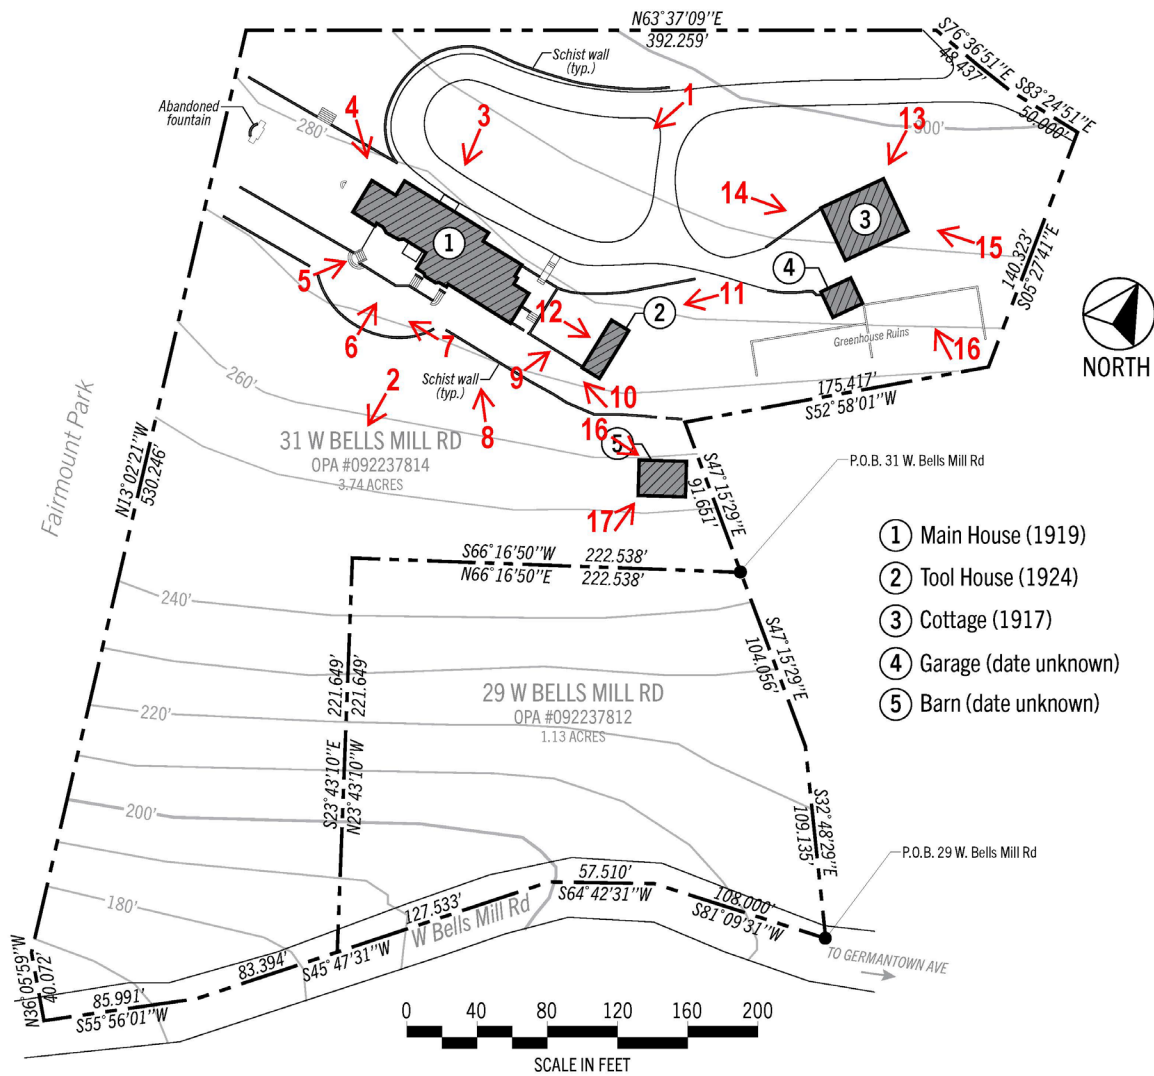 N63°37'09''E
392.259'
S76°36'51''E
48.437'
S83°24'51''E
50.000'
Schist wall
(typ.)
Abandoned
fountain
280'
300'
4
3
1
13
14
3
15
1
4
5
12
2
11
140.323'
S05°27'41''E
6
7
9
10
16
Greenhouse Ruins
NORTH
260'
2
Schist wall
(typ.)
8
175.417'
S52°58'01''W
Fairmount Park
31 W BELLS MILL RD
OPA #092237814
3.74 ACRES
16
5
17
N13°02'21''W
530.246'
S47°15'29''E
91.651'
P.O.B. 31 W. Bells Mill Rd
S66°16'50''W 222.538'
N66°16'50''E 222.538'
1 Main House (1919)
2 Tool House (1924)
3 Cottage (1917)
4 Garage (date unknown)
5 Barn (date unknown)
240'
221.649'
221.649'
S23°43'10''E
N23°43'10''W
S47°15'29''E
104.056'
29 W BELLS MILL RD
OPA #092237812
1.13 ACRES
220'
200'
S32°48'29''E
109.135'
P.O.B. 29 W. Bells Mill Rd
180'
57.510'
S64°42'31''W
108.000'
S81°09'31''W
127.533'
S45°47'31''W
W Bells Mill Rd
TO GERMANTOWN AVE
83.394'
N36°05'59''W
40.072'
85.991'
S55°56'01''W
0 40 80 120 160 200
SCALE IN FEET